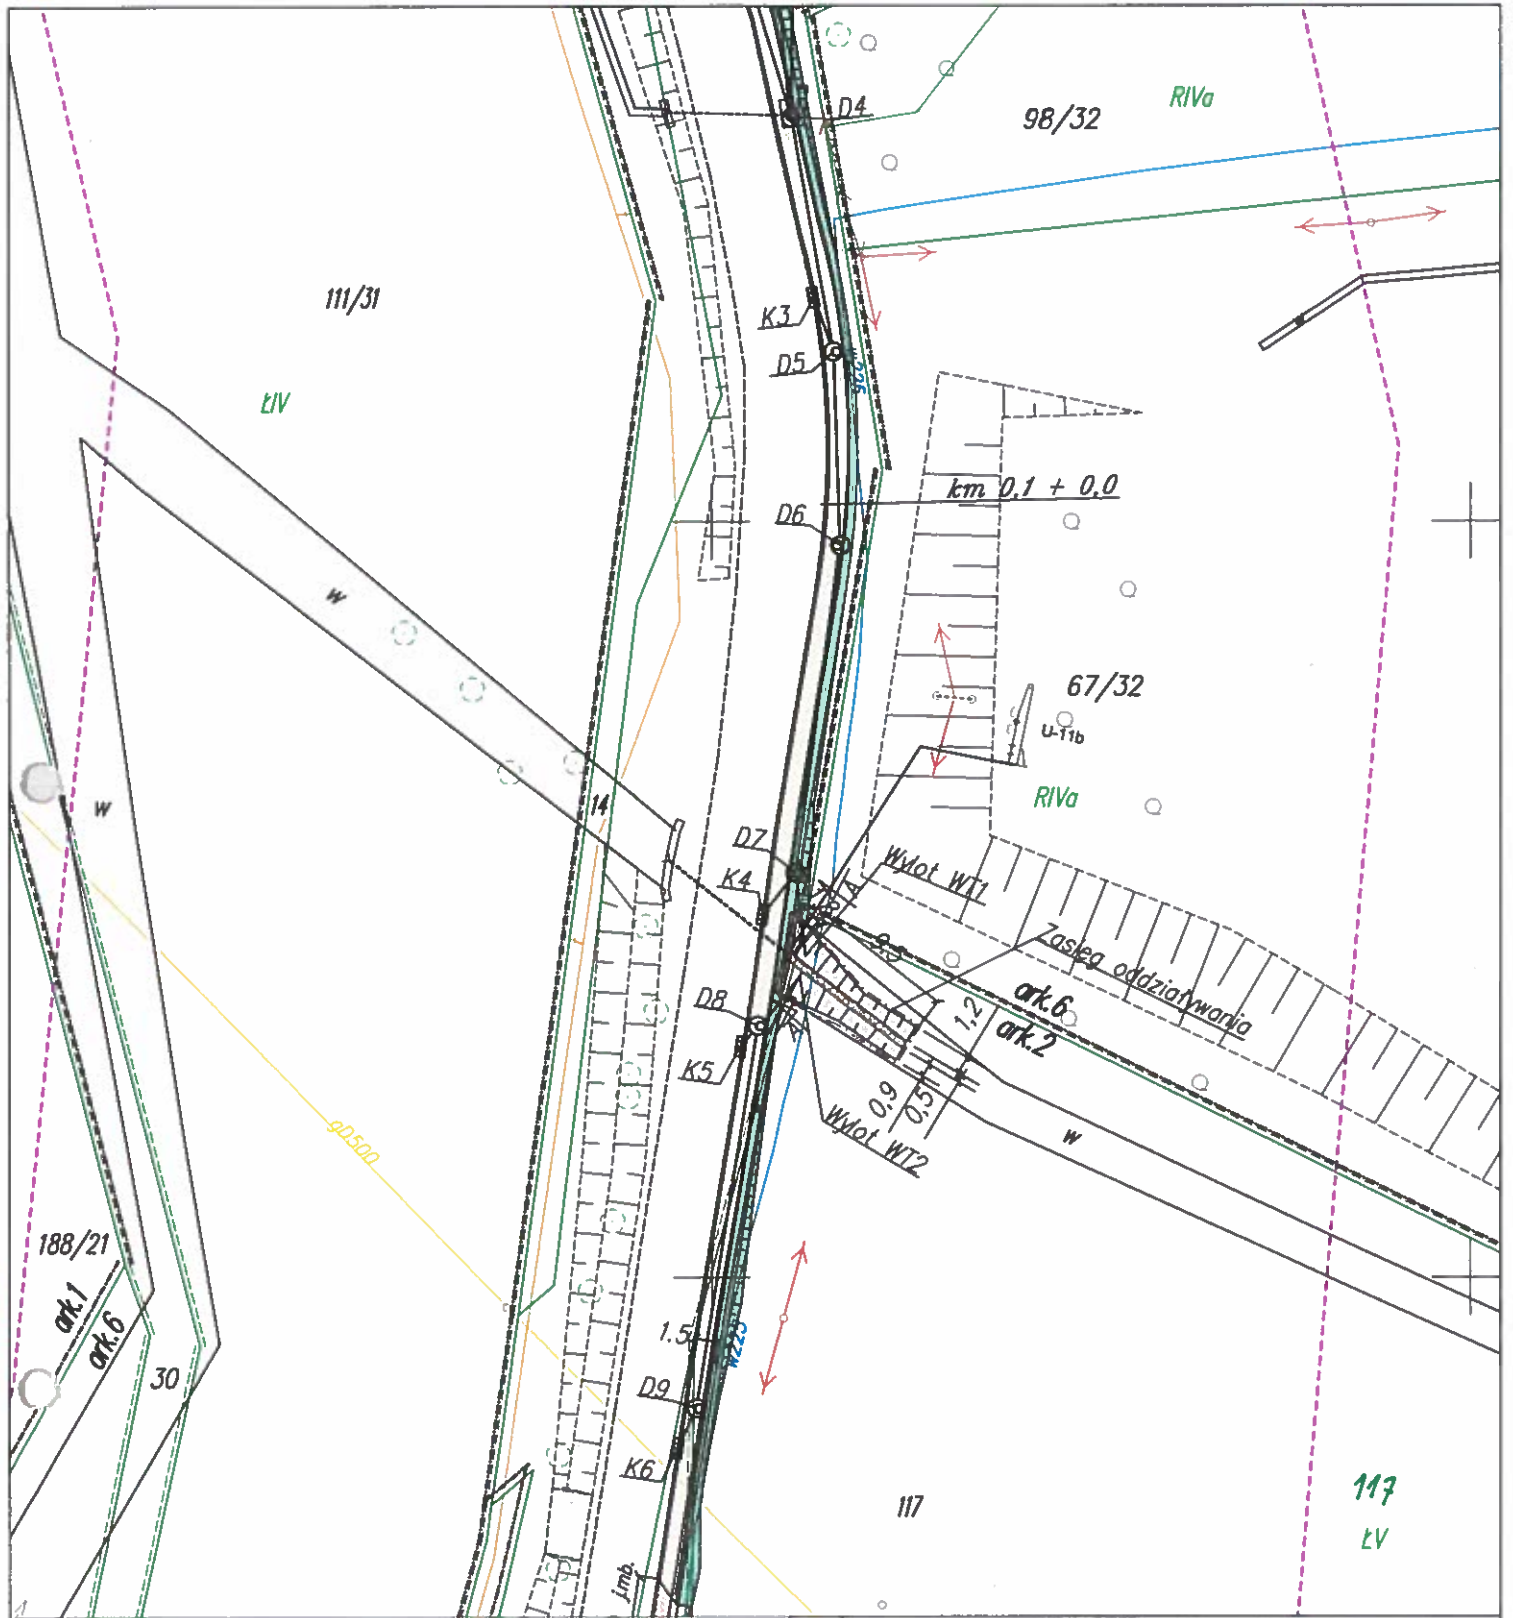 D4
98/32
RIVa
111/31
K3
D5
ŁIV
km 0,1 + 0,0
D6
w
67/32
U-11b
RIVa
w
14
D7
Wylot WT1
K4
Zasięg oddziaływania
ark.6
D8
1,2
ark.2
K5
0,9
0,5
Wylot WT2
w
gD500
188/21
ark.1
ark.6
1.5
w225
30
D9
K6
117
117
ŁV
jmb.